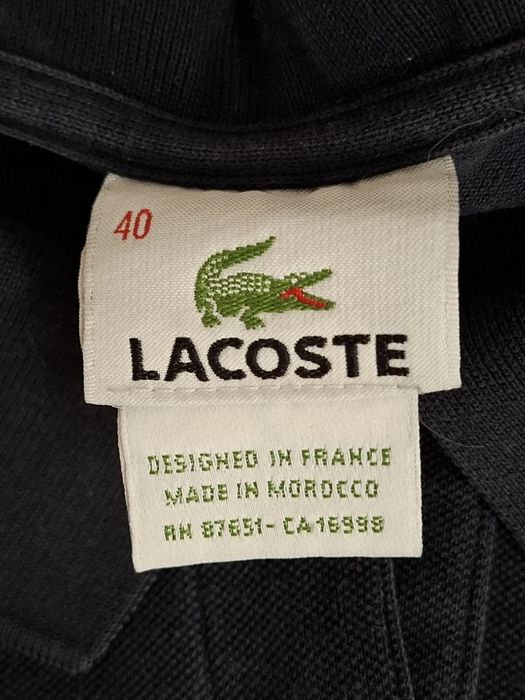 40
LACOSTE
DESIGNED IN FRANCE
MADE IN MOROCCO
RN 87651-CA 16998